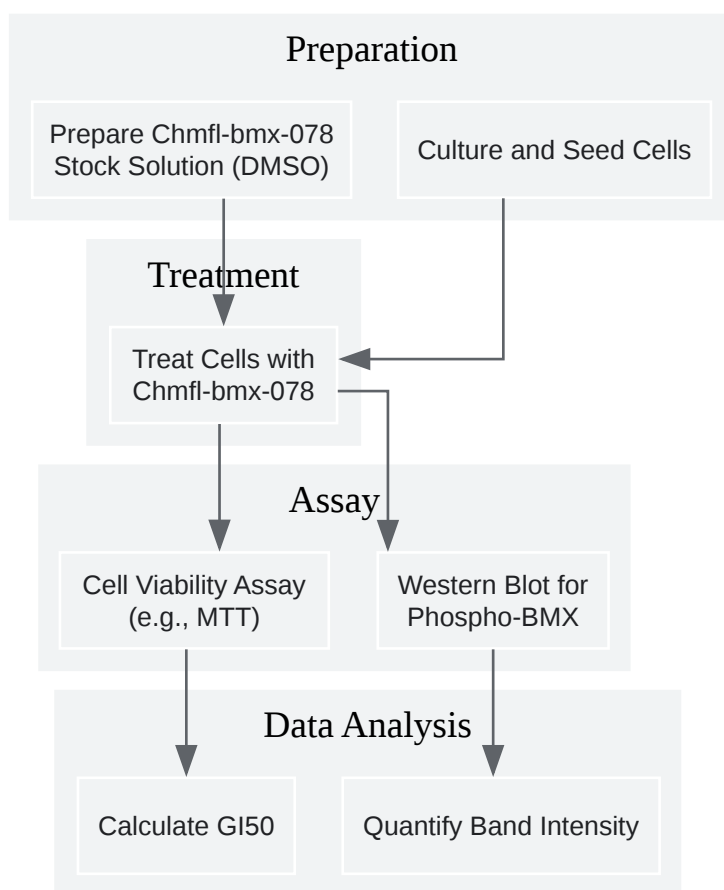 Preparation
Prepare Chmfl-bmx-078
Stock Solution (DMSO)
Culture and Seed Cells
Treatment
Treat Cells with
Chmfl-bmx-078
Assay
Cell Viability Assay
(e.g., MTT)
Western Blot for
Phospho-BMX
Data Analysis
Calculate GI50
Quantify Band Intensity